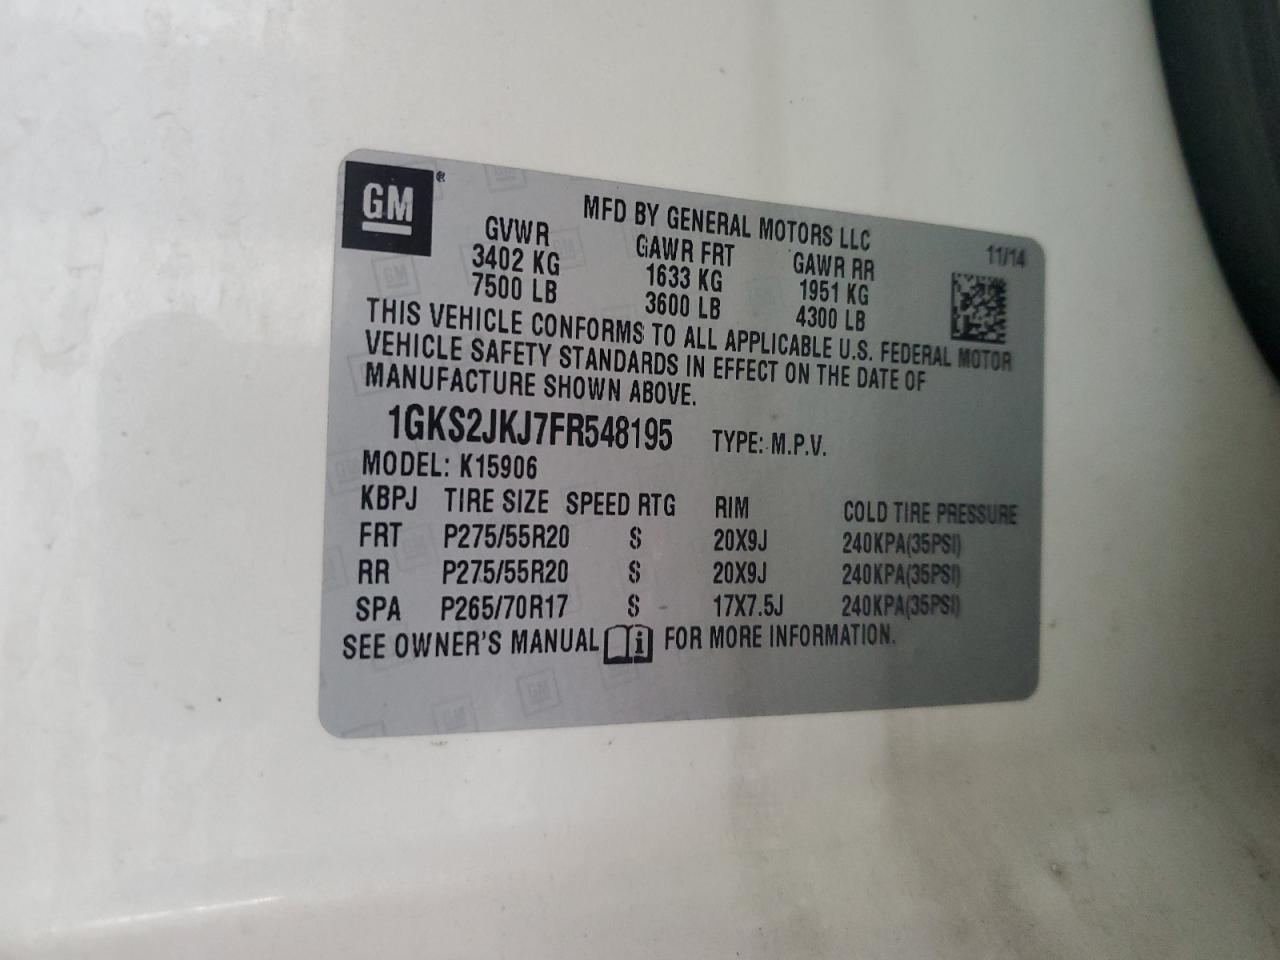 GM ®
MFD BY GENERAL MOTORS LLC
GVWR GAWR FRT GAWR RR 11/14
3402 KG 1633 KG 1951 KG
7500 LB 3600 LB 4300 LB
THIS VEHICLE CONFORMS TO ALL APPLICABLE U.S. FEDERAL MOTOR
VEHICLE SAFETY STANDARDS IN EFFECT ON THE DATE OF
MANUFACTURE SHOWN ABOVE.
1GKS2JKJ7FR548195 TYPE: M.P.V.
MODEL: K15906
KBPJ TIRE SIZE SPEED RTG RIM COLD TIRE PRESSURE
FRT P275/55R20 S 20X9J 240KPA(35PSI)
RR P275/55R20 S 20X9J 240KPA(35PSI)
SPA P265/70R17 S 17X7.5J 240KPA(35PSI)
SEE OWNER'S MANUAL i FOR MORE INFORMATION.